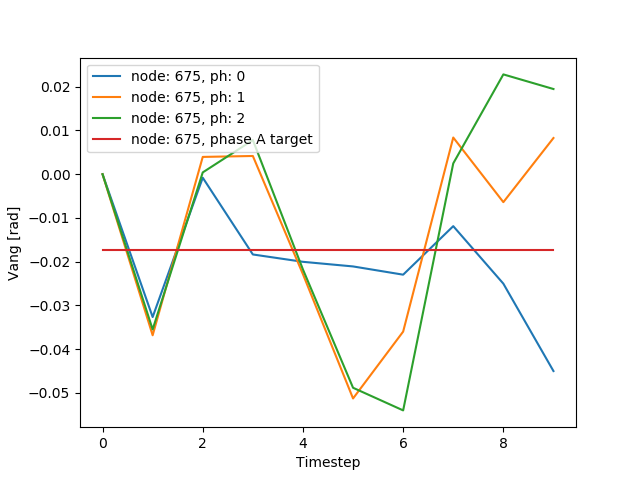 node: 675, ph: 0
node: 675, ph: 1
node: 675, ph: 2
node: 675, phase A target
0.02
0.01
0.00
−0.01
−0.02
−0.03
−0.04
−0.05
Vang [rad]
0 2 4 6 8
Timestep